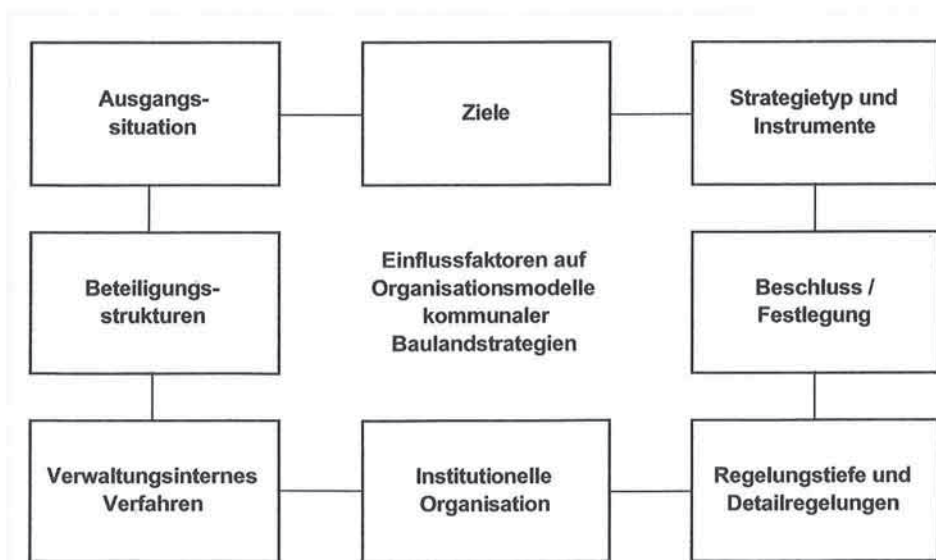 Ausgangs-
situation
Ziele
Strategietyp und
Instrumente
Beteiligungs-
strukturen
Einflussfaktoren auf
Organisationsmodelle
kommunaler
Baulandstrategien
Beschluss /
Festlegung
Verwaltungsinternes
Verfahren
Institutionelle
Organisation
Regelungstiefe und
Detailregelungen